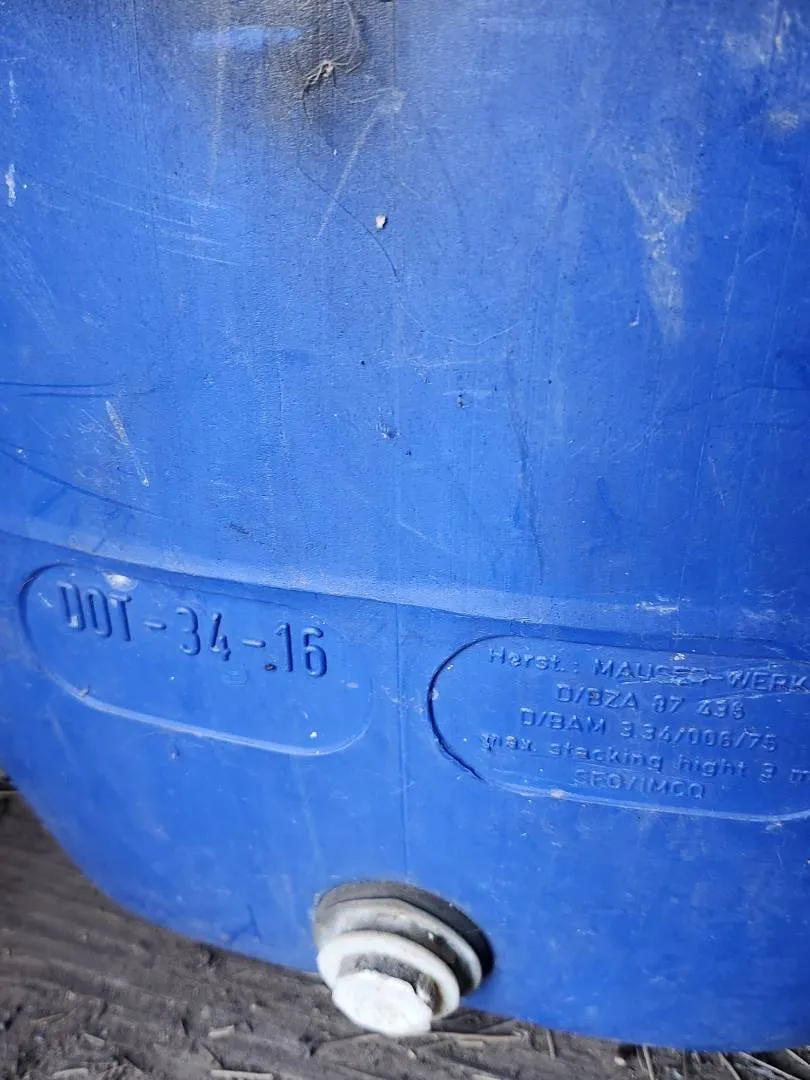 DOT-34-16
Herst.: MAUSER-WERK
D/BZA 87 436
D/BAM 3.34/006/75
max. stacking hight 3 m
SFO/IMCO